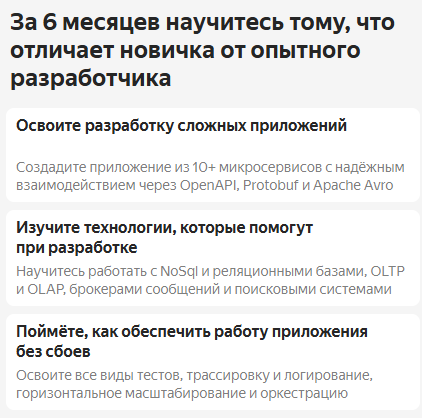 За 6 месяцев научитесь тому, что
отличает новичка от опытного
разработчика
Освоите разработку сложных приложений
Создадите приложение из 10+ микросервисов с надёжным
взаимодействием через OpenAPI, Protobuf и Apache Avro
Изучите технологии, которые помогут
при разработке
Научитесь работать с NoSql и реляционными базами, OLTP
и OLAP, брокерами сообщений и поисковыми системами
Поймёте, как обеспечить работу приложения
без сбоев
Освоите все виды тестов, трассировку и логирование,
горизонтальное масштабирование и оркестрацию